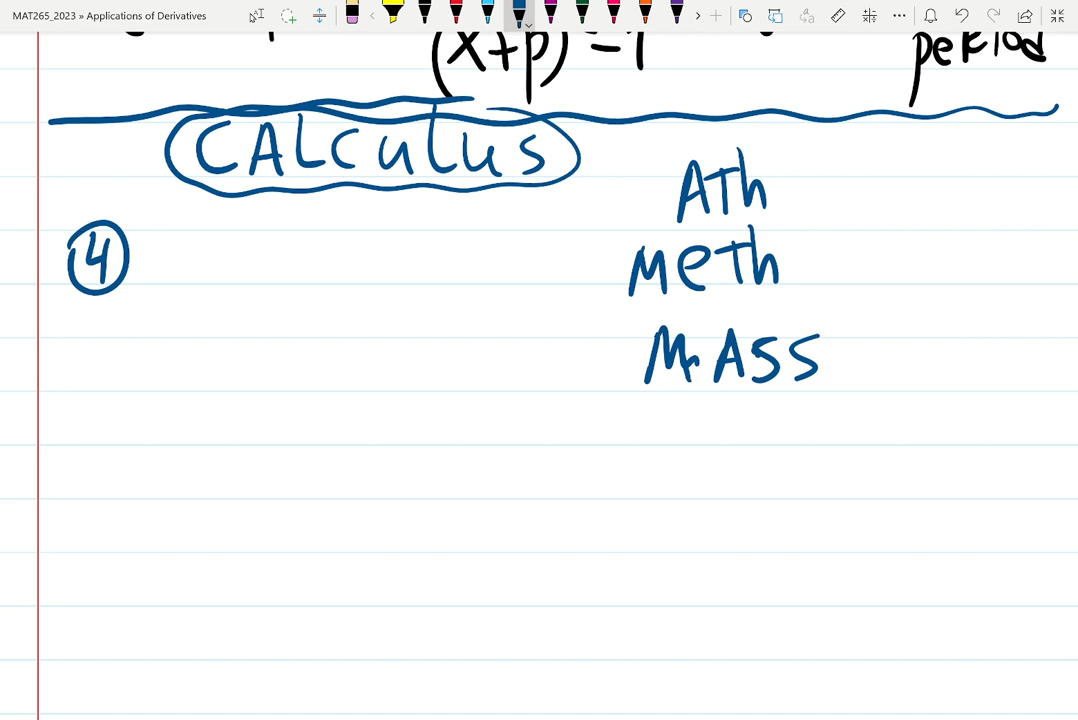 MAT265_2023 » Applications of Derivatives
(x+p)
period
CALculus
Ath
④
meth
MASS